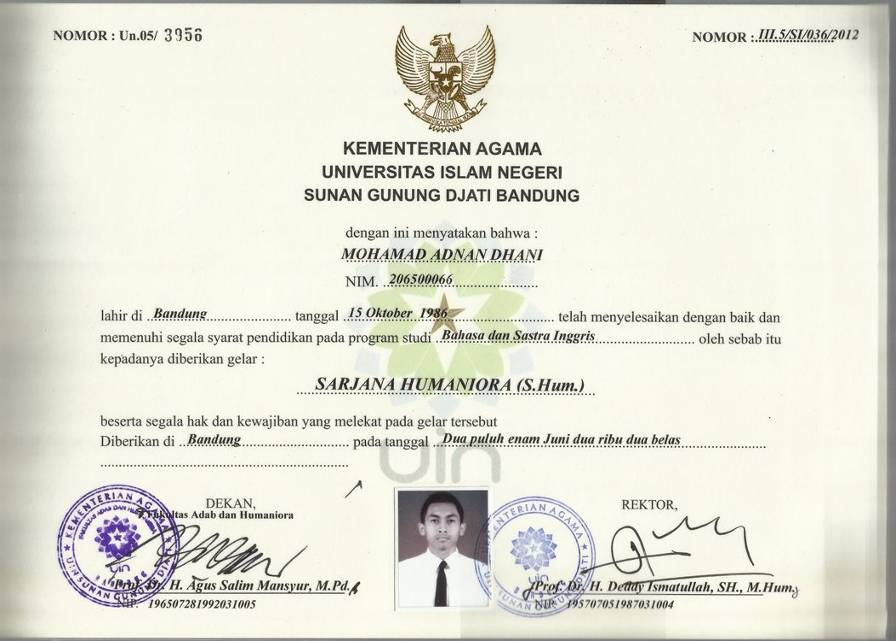 NOMOR : Un.05/ 3956
NOMOR : III.5/SI/036/2012
KEMENTERIAN AGAMA
UNIVERSITAS ISLAM NEGERI
SUNAN GUNUNG DJATI BANDUNG
dengan ini menyatakan bahwa :
MOHAMAD ADNAN DHANI
NIM. 206500066
lahir di Bandung tanggal 15 Oktober 1986 telah menyelesaikan dengan baik dan
memenuhi segala syarat pendidikan pada program studi Bahasa dan Sastra Inggris oleh sebab itu
kepadanya diberikan gelar :
SARJANA HUMANIORA (S.Hum.)
beserta segala hak dan kewajiban yang melekat pada gelar tersebut
Diberikan di Bandung pada tanggal Dua puluh enam Juni dua ribu dua belas
uin
DEKAN,
Fakultas Adab dan Humaniora
KEMENTERIAN AGAMA
uin
BANDUNG
UIN SUNAN GUNUNG DJATI
Prof. Dr. H. Agus Salim Mansyur, M.Pd.
NIP. 196507281992031005
REKTOR,
KEMENTERIAN AGAMA
uin
UIN SUNAN GUNUNG DJATI
Prof. Dr. H. Deddy Ismatullah, SH., M.Hum
NIP. 195707051987031004